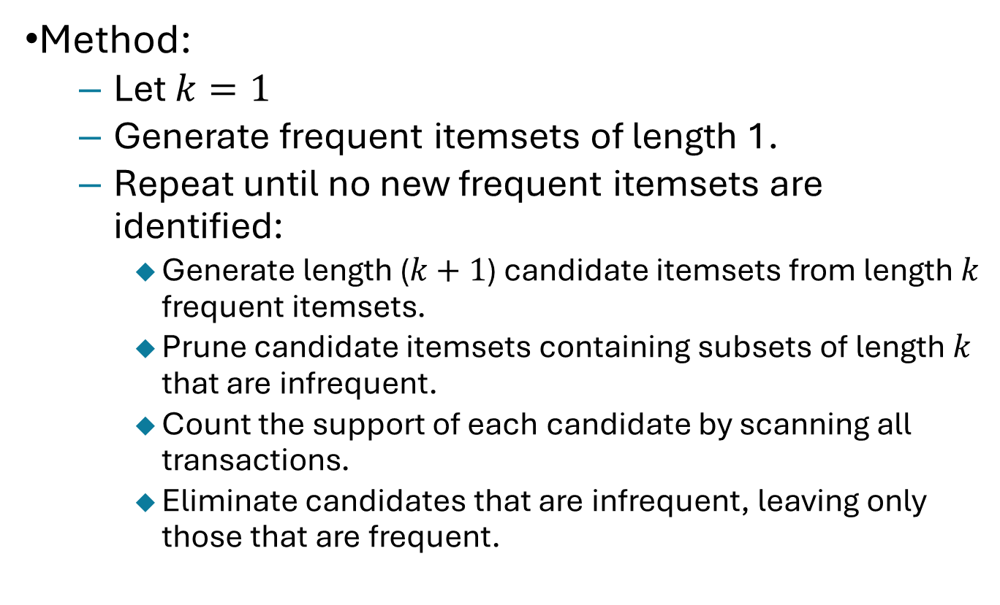 •Method:
– Let 𝑘 = 1
– Generate frequent itemsets of length 1.
– Repeat until no new frequent itemsets are
identified:
◆ Generate length (𝑘 + 1) candidate itemsets from length 𝑘
frequent itemsets.
◆ Prune candidate itemsets containing subsets of length 𝑘
that are infrequent.
◆ Count the support of each candidate by scanning all
transactions.
◆ Eliminate candidates that are infrequent, leaving only
those that are frequent.